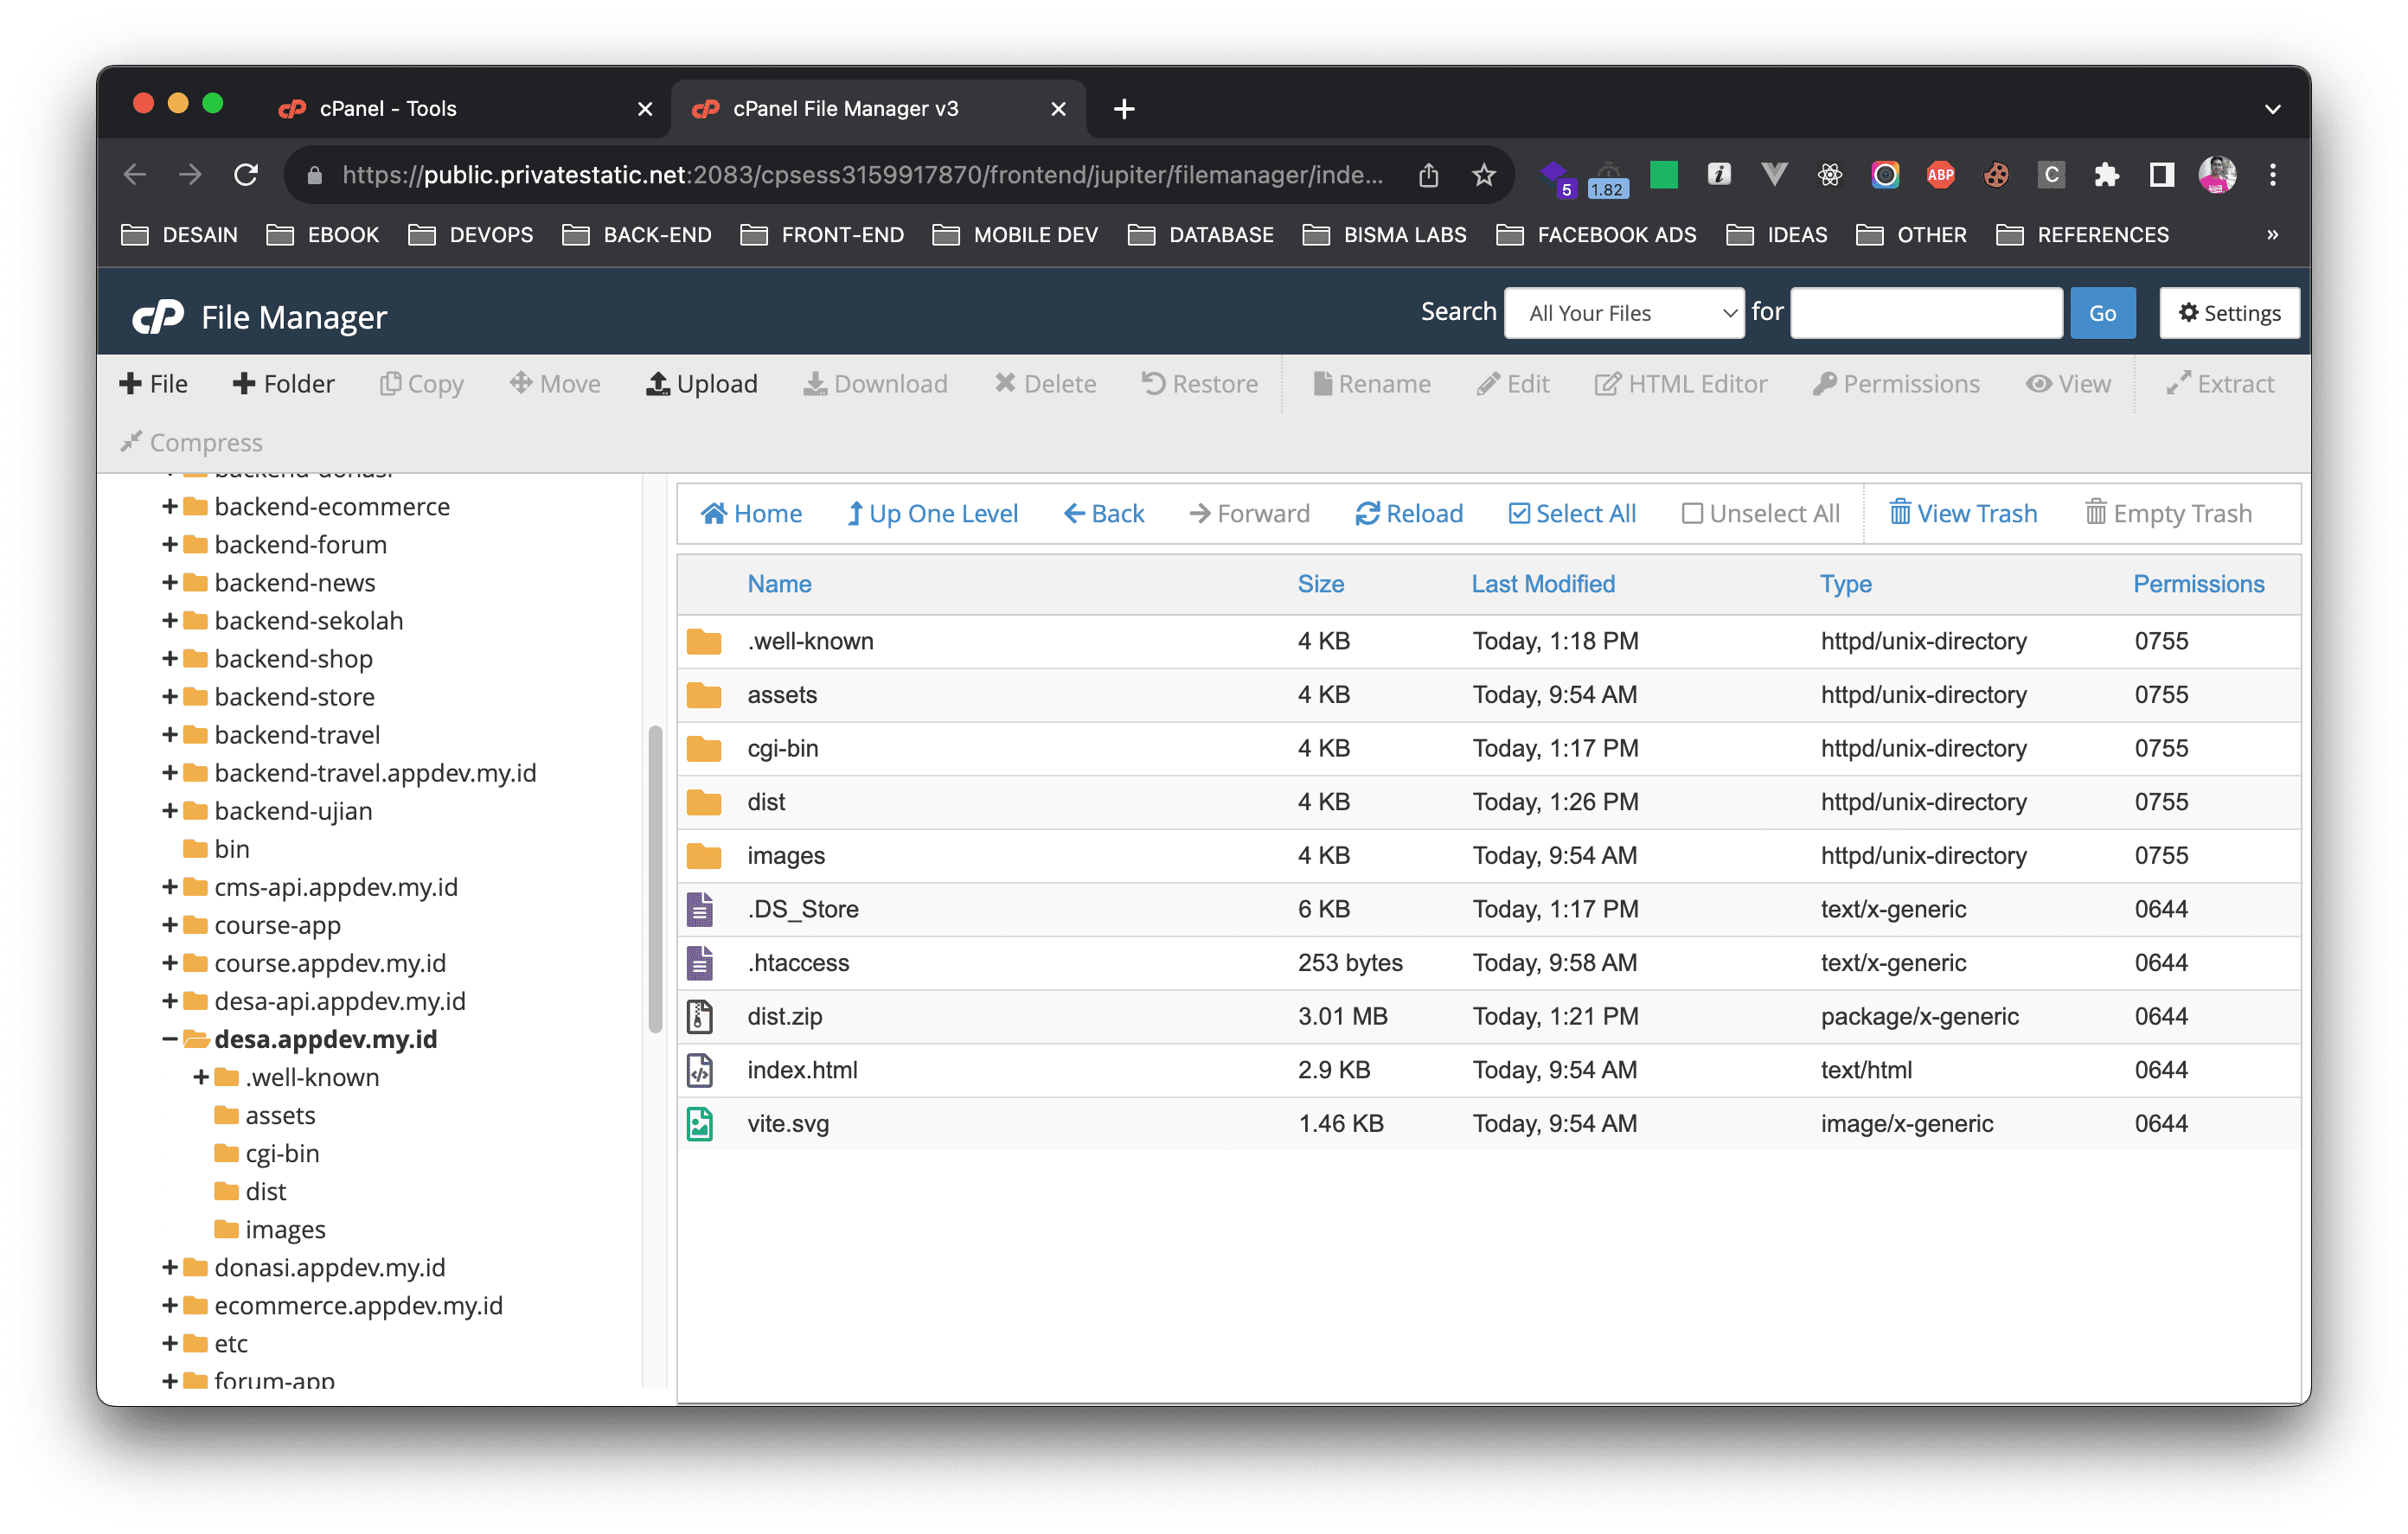 cPanel - Tools
cPanel File Manager v3
https://public.privatestatic.net:2083/cpsess3159917870/frontend/jupiter/filemanager/inde...
5
1.82
i
ABP
C
DESAIN
EBOOK
DEVOPS
BACK-END
FRONT-END
MOBILE DEV
DATABASE
BISMA LABS
FACEBOOK ADS
IDEAS
OTHER
REFERENCES
»
cP File Manager
Search All Your Files for Go Settings
File Folder Copy Move Upload Download Delete Restore Rename Edit HTML Editor Permissions View Extract
Compress
backend-donasi
backend-ecommerce
backend-forum
backend-news
backend-sekolah
backend-shop
backend-store
backend-travel
backend-travel.appdev.my.id
backend-ujian
bin
cms-api.appdev.my.id
course-app
course.appdev.my.id
desa-api.appdev.my.id
desa.appdev.my.id
.well-known
assets
cgi-bin
dist
images
donasi.appdev.my.id
ecommerce.appdev.my.id
etc
forum-app
Home Up One Level Back Forward Reload Select All Unselect All View Trash Empty Trash
Name Size Last Modified Type Permissions
.well-known 4 KB Today, 1:18 PM httpd/unix-directory 0755
assets 4 KB Today, 9:54 AM httpd/unix-directory 0755
cgi-bin 4 KB Today, 1:17 PM httpd/unix-directory 0755
dist 4 KB Today, 1:26 PM httpd/unix-directory 0755
images 4 KB Today, 9:54 AM httpd/unix-directory 0755
.DS_Store 6 KB Today, 1:17 PM text/x-generic 0644
.htaccess 253 bytes Today, 9:58 AM text/x-generic 0644
dist.zip 3.01 MB Today, 1:21 PM package/x-generic 0644
index.html 2.9 KB Today, 9:54 AM text/html 0644
vite.svg 1.46 KB Today, 9:54 AM image/x-generic 0644